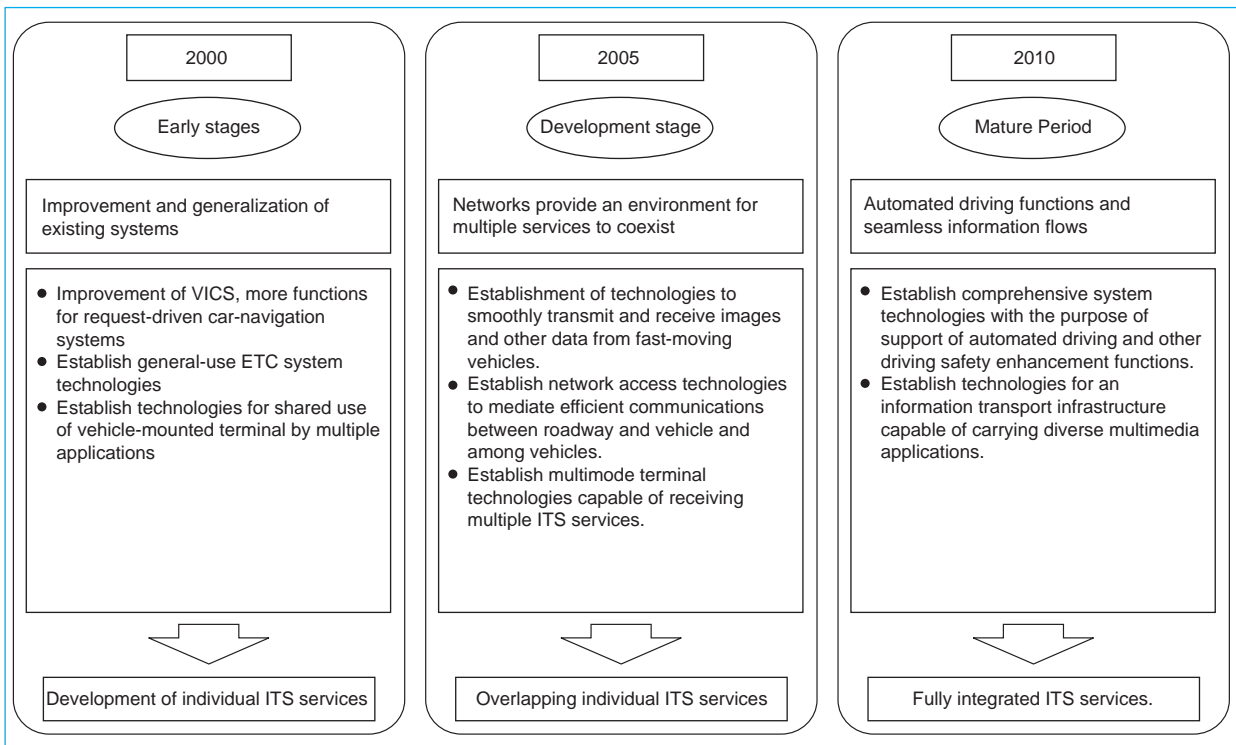 2000
Early stages
Improvement and generalization of
existing systems
● Improvement of VICS, more functions
for request-driven car-navigation
systems
● Establish general-use ETC system
technologies
● Establish technologies for shared use
of vehicle-mounted terminal by multiple
applications
Development of individual ITS services
2005
Development stage
Networks provide an environment for
multiple services to coexist
● Establishment of technologies to
smoothly transmit and receive images
and other data from fast-moving
vehicles.
● Establish network access technologies
to mediate efficient communications
between roadway and vehicle and
among vehicles.
● Establish multimode terminal
technologies capable of receiving
multiple ITS services.
Overlapping individual ITS services
2010
Mature Period
Automated driving functions and
seamless information flows
● Establish comprehensive system
technologies with the purpose of
support of automated driving and other
driving safety enhancement functions.
● Establish technologies for an
information transport infrastructure
capable of carrying diverse multimedia
applications.
Fully integrated ITS services.